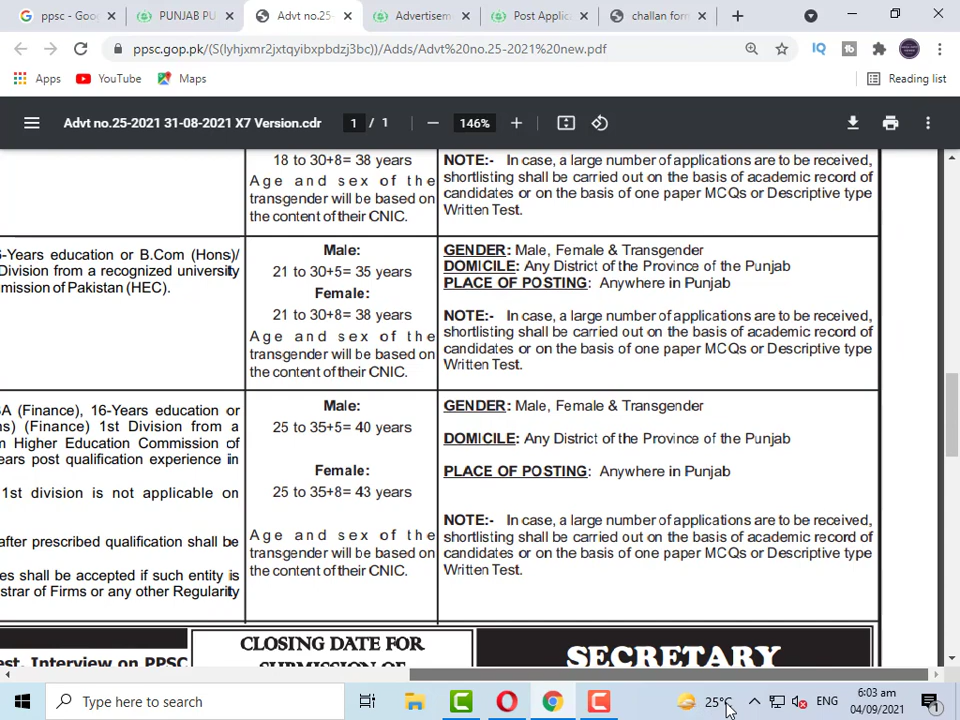 ppsc - Goo
PUNJAB PU
Advt no.25-
Advertisem
Post Applic
challan form
ppsc.gop.pk/(S(lyhjxmr2jxtqyibxpbdzj3bc))/Adds/Advt%20no.25-2021%20new.pdf
IQ
Apps
YouTube
Maps
Reading list
Advt no.25-2021 31-08-2021 X7 Version.cdr
1 / 1
146%
18 to 30+8= 38 years
Age and sex of the
transgender will be based on
the content of their CNIC.
NOTE:- In case, a large number of applications are to be received,
shortlisting shall be carried out on the basis of academic record of
candidates or on the basis of one paper MCQs or Descriptive type
Written Test.
6-Years education or B.Com (Hons)/
Division from a recognized university
mmission of Pakistan (HEC).
Male:
21 to 30+5= 35 years
Female:
21 to 30+8= 38 years
Age and sex of the
transgender will be based on
the content of their CNIC.
GENDER: Male, Female & Transgender
DOMICILE: Any District of the Province of the Punjab
PLACE OF POSTING: Anywhere in Punjab
NOTE:- In case, a large number of applications are to be received,
shortlisting shall be carried out on the basis of academic record of
candidates or on the basis of one paper MCQs or Descriptive type
Written Test.
SA (Finance), 16-Years education or
ns) (Finance) 1st Division from a
m Higher Education Commission of
ears post qualification experience in
1st division is not applicable on
after prescribed qualification shall be
es shall be accepted if such entity is
strar of Firms or any other Regularity
Male:
25 to 35+5= 40 years
Female:
25 to 35+8= 43 years
Age and sex of the
transgender will be based on
the content of their CNIC.
GENDER: Male, Female & Transgender
DOMICILE: Any District of the Province of the Punjab
PLACE OF POSTING: Anywhere in Punjab
NOTE:- In case, a large number of applications are to be received,
shortlisting shall be carried out on the basis of academic record of
candidates or on the basis of one paper MCQs or Descriptive type
Written Test.
est, Interview on PPSC
CLOSING DATE FOR
SUBMISSION OF
SECRETARY
Type here to search
25°C
ENG
6:03 am
04/09/2021
1